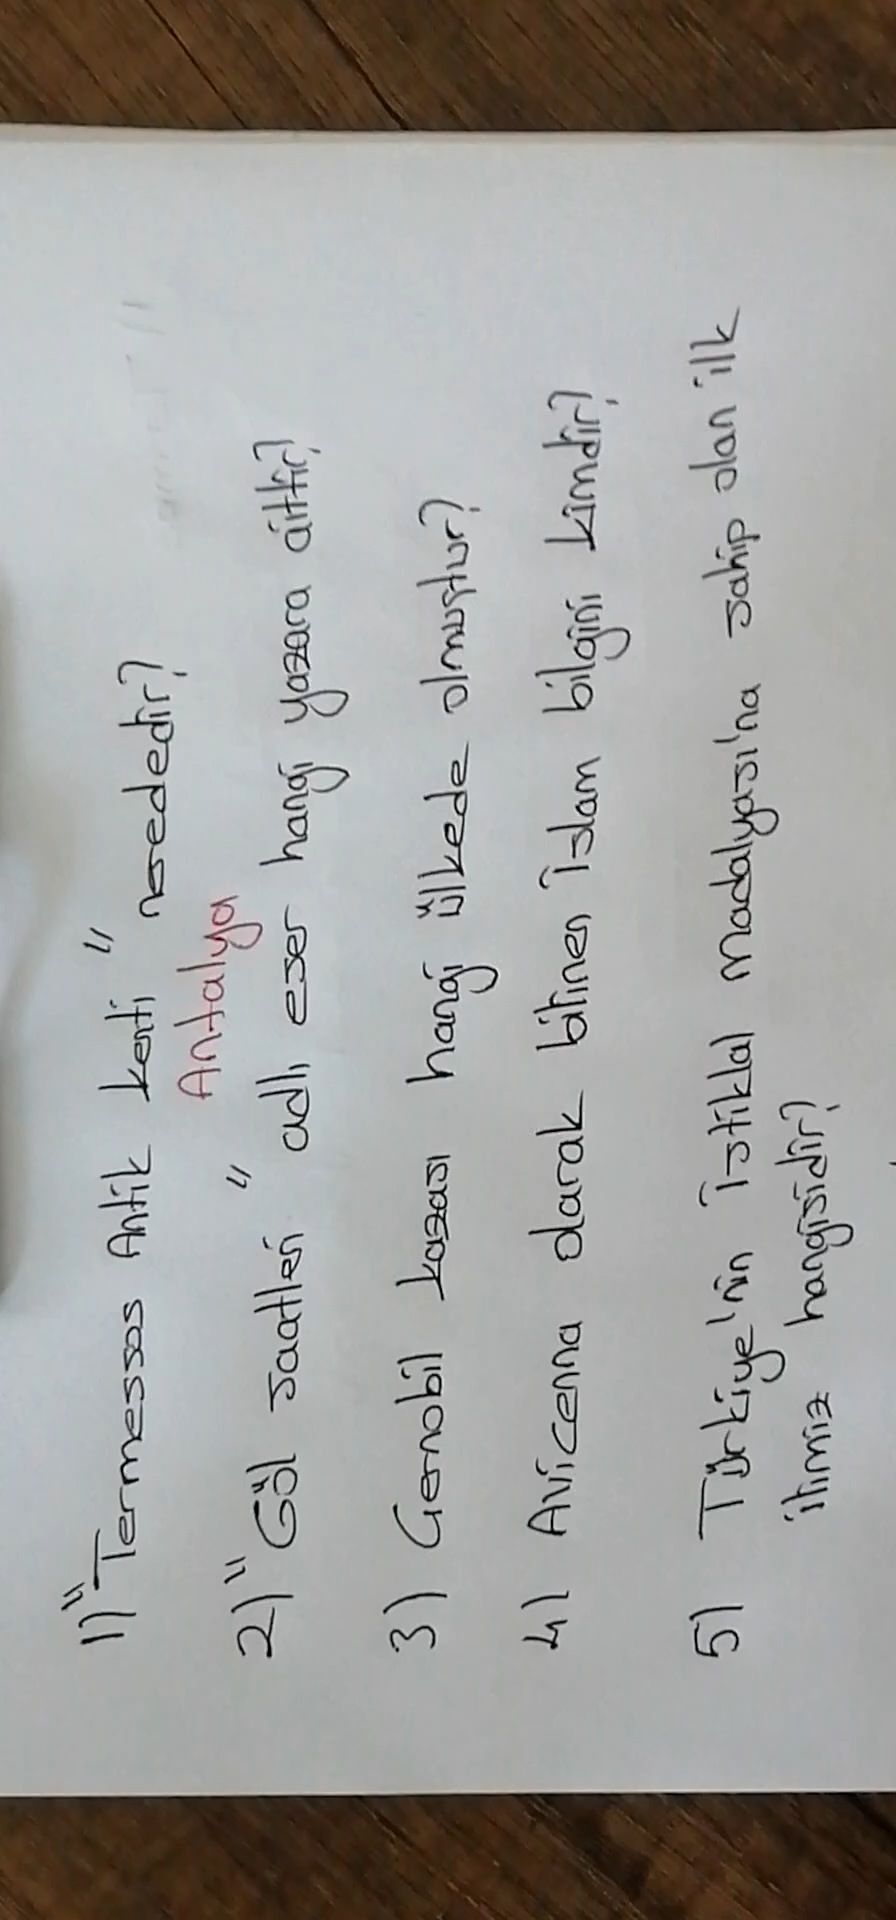 1) "Termessos Antik kenti" nerededir?
Antalya
2) "Göl saatleri" adlı eser hangi yazara aittir?
3) Çernobil kazası hangi ülkede olmuştur?
4) Avicenna olarak bilinen İslam bilgini kimdir?
5) Türkiye'nin İstiklal madalyası'na sahip olan ilk
ilimiz hangisidir?